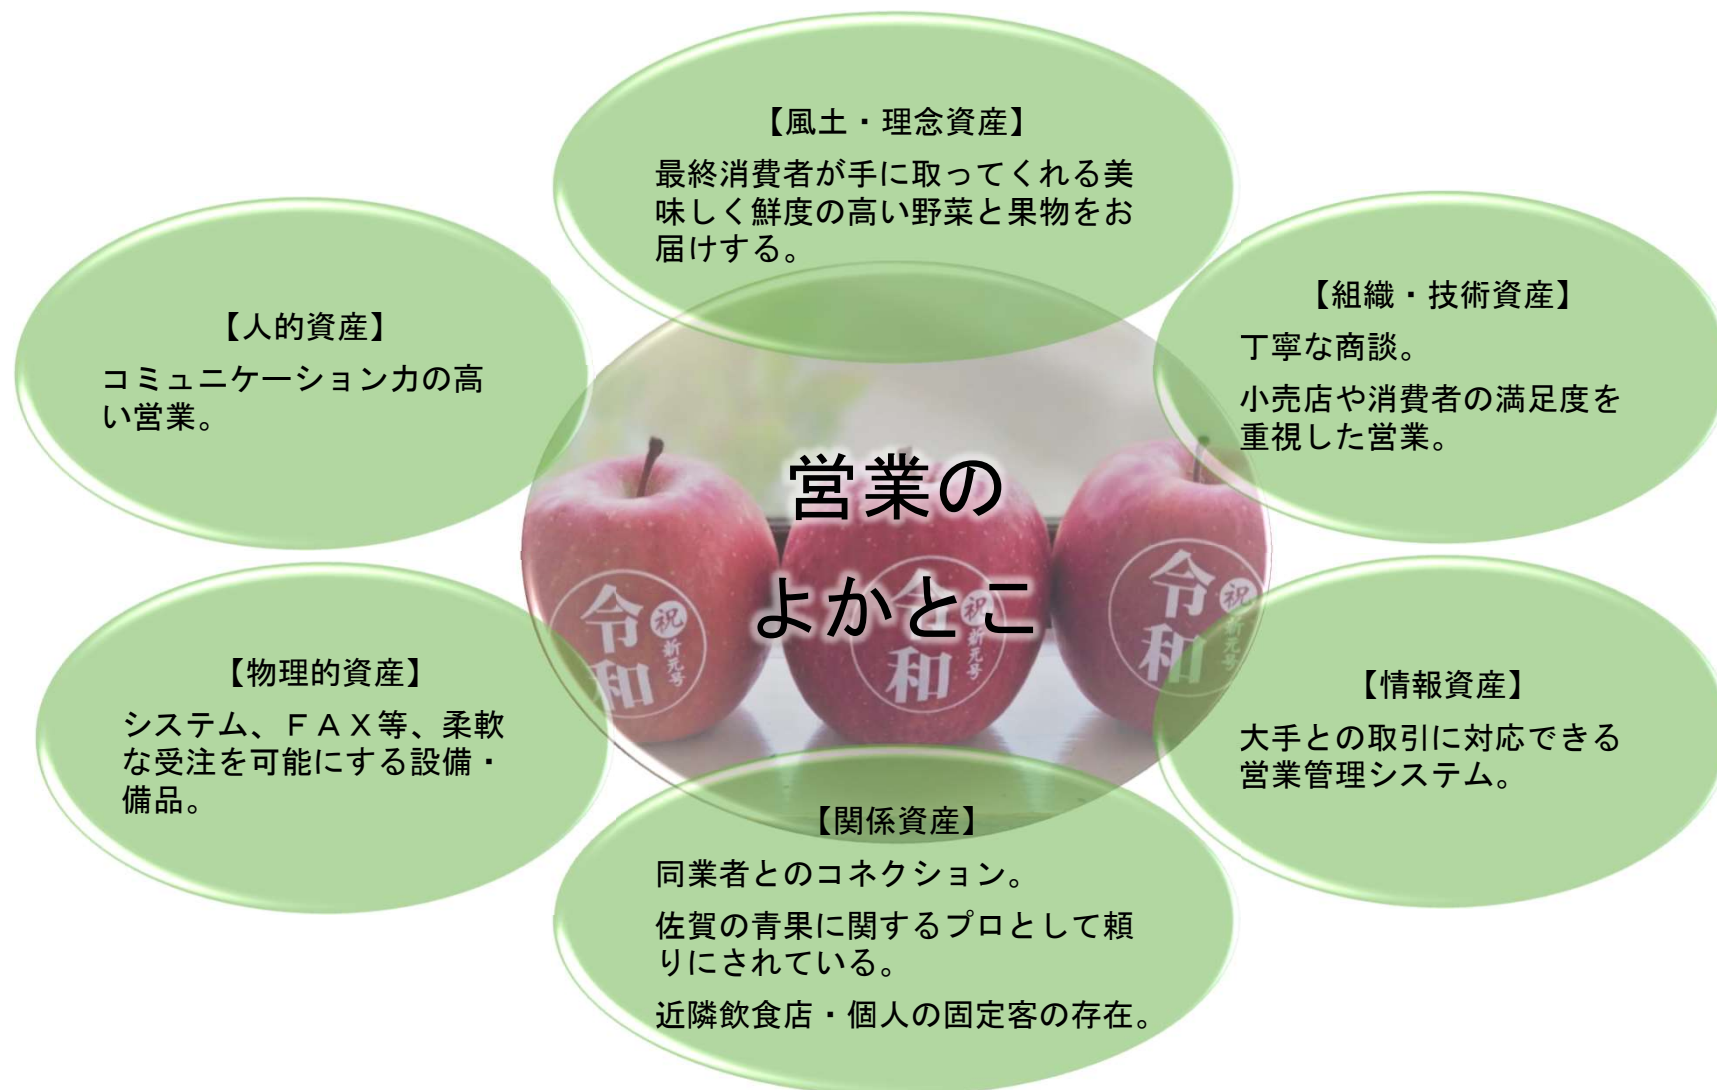 【風土・理念資産】
最終消費者が手に取ってくれる美
味しく鮮度の高い野菜と果物をお
届けする。
【組織・技術資産】
丁寧な商談。
小売店や消費者の満足度を
重視した営業。
【人的資産】
コミュニケーション力の高
い営業。
営業の
よかとこ
令和
祝
新元号
令和
祝
新元号
令和
祝
新元号
【物理的資産】
システム、ＦＡＸ等、柔軟
な受注を可能にする設備・
備品。
【情報資産】
大手との取引に対応できる
営業管理システム。
【関係資産】
同業者とのコネクション。
佐賀の青果に関するプロとして頼
りにされている。
近隣飲食店・個人の固定客の存在。